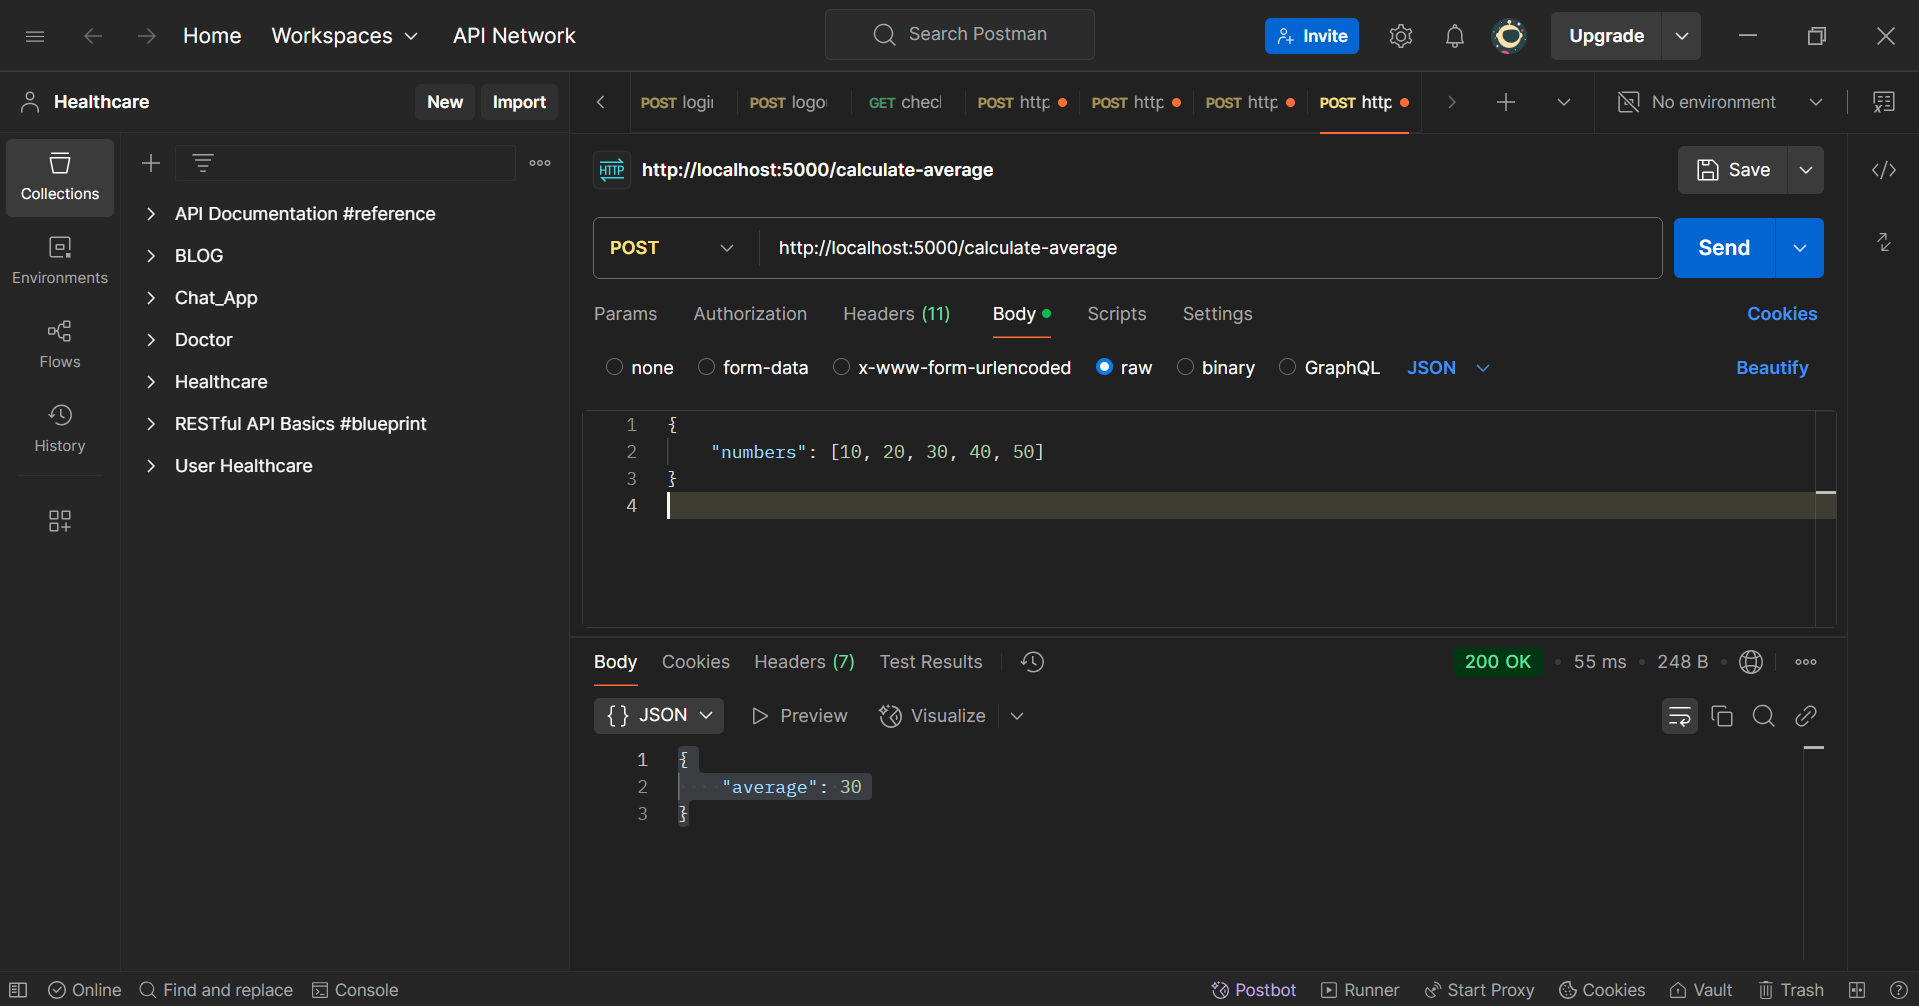 Home Workspaces API Network Search Postman Invite Upgrade
Healthcare New Import
POST login POST logo GET chec POST http POST http POST http POST http No environment
Collections
Environments
Flows
History
API Documentation #reference
BLOG
Chat_App
Doctor
Healthcare
RESTful API Basics #blueprint
User Healthcare
HTTP http://localhost:5000/calculate-average Save
POST http://localhost:5000/calculate-average Send
Params Authorization Headers (11) Body Scripts Settings Cookies
none form-data x-www-form-urlencoded raw binary GraphQL JSON Beautify
1 {
2 "numbers": [10, 20, 30, 40, 50]
3 }
4
Body Cookies Headers (7) Test Results 200 OK • 55 ms • 248 B
{} JSON Preview Visualize
1 {
2 "average": 30
3 }
Online Find and replace Console Postbot Runner Start Proxy Cookies Vault Trash